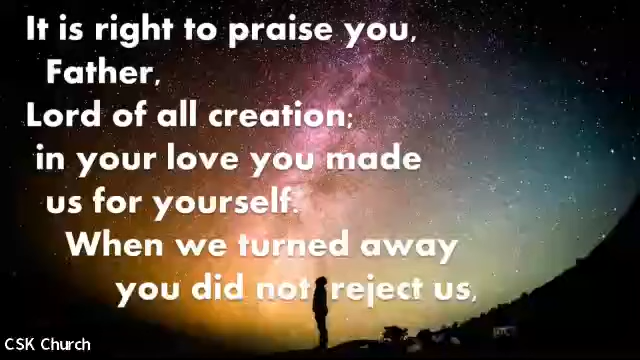 It is right to praise you,
Father,
Lord of all creation;
in your love you made
us for yourself.
When we turned away
you did not reject us,
CSK Church